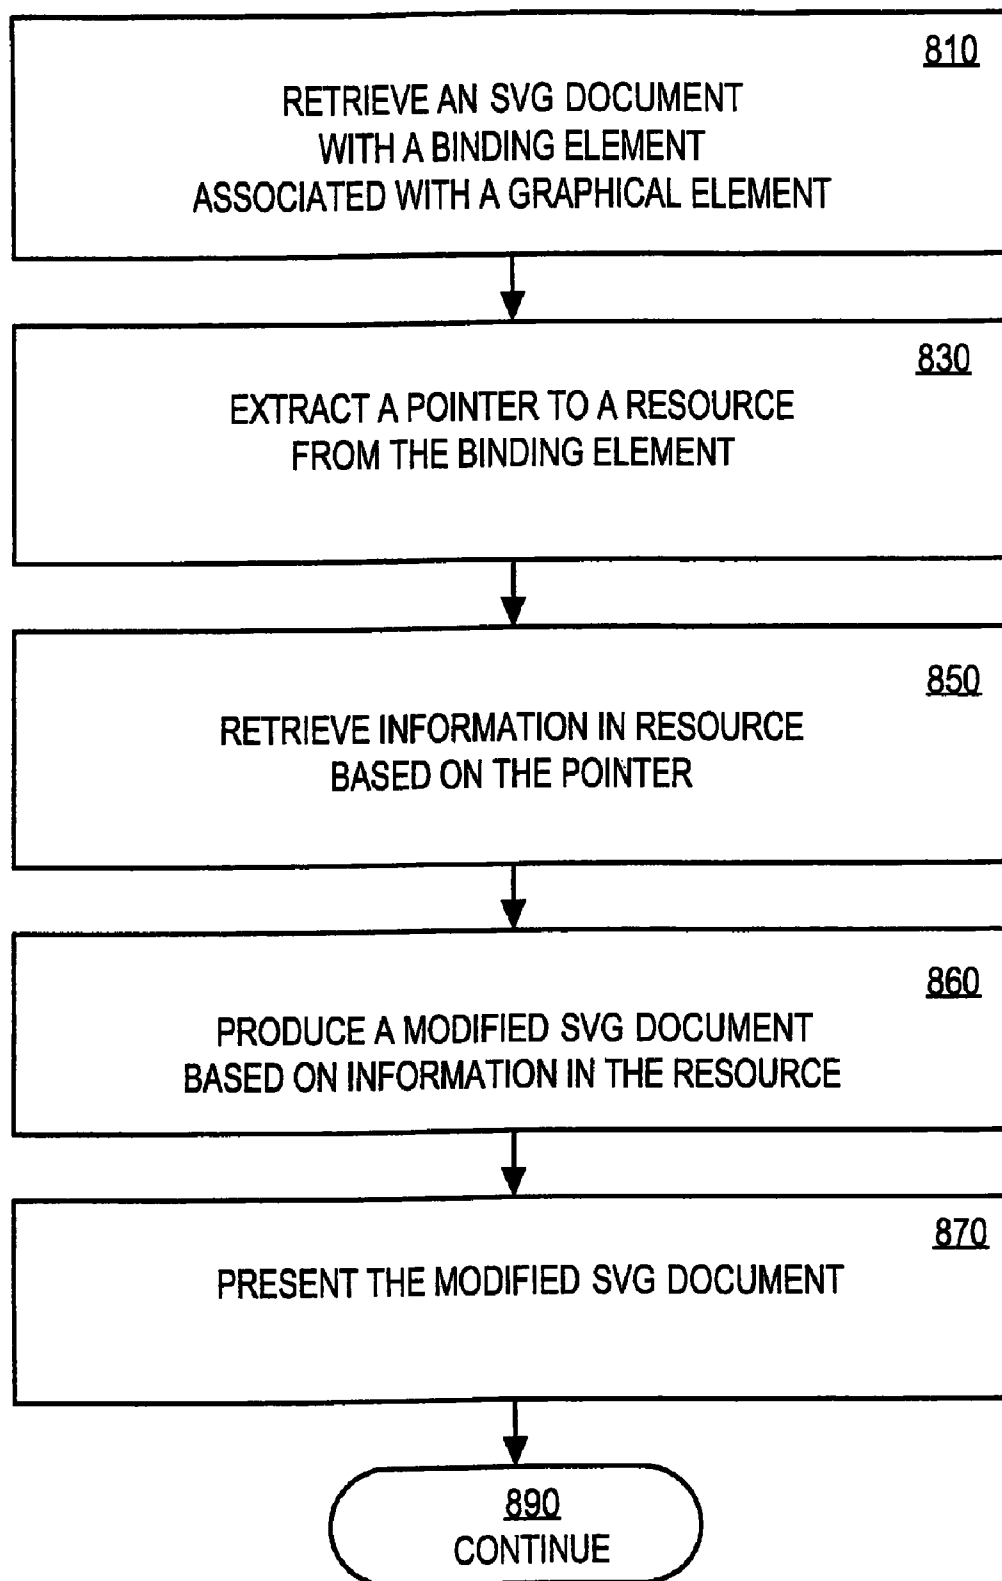 810
RETRIEVE AN SVG DOCUMENT
WITH A BINDING ELEMENT
ASSOCIATED WITH A GRAPHICAL ELEMENT
830
EXTRACT A POINTER TO A RESOURCE
FROM THE BINDING ELEMENT
850
RETRIEVE INFORMATION IN RESOURCE
BASED ON THE POINTER
860
PRODUCE A MODIFIED SVG DOCUMENT
BASED ON INFORMATION IN THE RESOURCE
870
PRESENT THE MODIFIED SVG DOCUMENT
890
CONTINUE